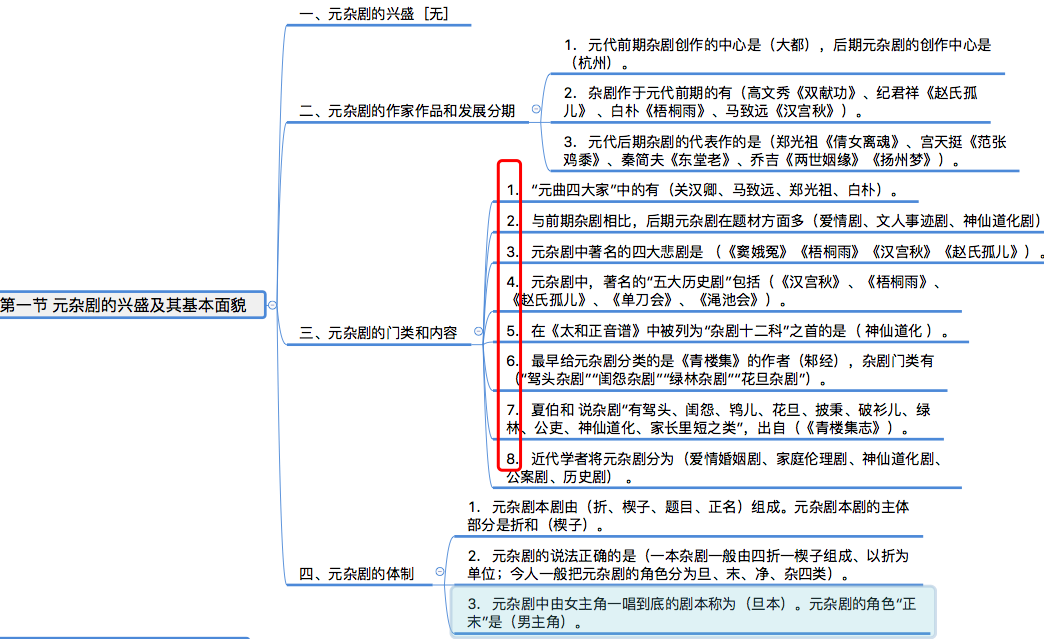 一、元杂剧的兴盛［无］
1. 元代前期杂剧创作的中心是（大都），后期元杂剧的创作中心是
（杭州）。
2. 杂剧作于元代前期的有（高文秀《双献功》、纪君祥《赵氏孤
儿》、白朴《梧桐雨》、马致远《汉宫秋》）。
二、元杂剧的作家作品和发展分期
3. 元代后期杂剧的代表作的是（郑光祖《倩女离魂》、宫天挺《范张
鸡黍》、秦简夫《东堂老》、乔吉《两世姻缘》《扬州梦》）。
1. “元曲四大家”中的有（关汉卿、马致远、郑光祖、白朴）。
2. 与前期杂剧相比，后期元杂剧在题材方面多（爱情剧、文人事迹剧、神仙道化剧）
3. 元杂剧中著名的四大悲剧是 （《窦娥冤》《梧桐雨》《汉宫秋》《赵氏孤儿》）。
4. 元杂剧中，著名的“五大历史剧”包括（《汉宫秋》、《梧桐雨》、
《赵氏孤儿》、《单刀会》、《渑池会》）。
第一节 元杂剧的兴盛及其基本面貌
三、元杂剧的门类和内容
5. 在《太和正音谱》中被列为“杂剧十二科”之首的是（ 神仙道化 ）。
6. 最早给元杂剧分类的是《青楼集》的作者（邾经），杂剧门类有
（“驾头杂剧”“闺怨杂剧”“绿林杂剧”“花旦杂剧”）。
7. 夏伯和 说杂剧“有驾头、闺怨、鸨儿、花旦、披秉、破衫儿、绿
林、公吏、神仙道化、家长里短之类”，出自（《青楼集志》）。
8. 近代学者将元杂剧分为（爱情婚姻剧、家庭伦理剧、神仙道化剧、
公案剧、历史剧） 。
1. 元杂剧本剧由（折、楔子、题目、正名）组成。元杂剧本剧的主体
部分是折和（楔子）。
2. 元杂剧的说法正确的是（一本杂剧一般由四折一楔子组成、以折为
单位；今人一般把元杂剧的角色分为旦、末、净、杂四类）。
四、元杂剧的体制
3. 元杂剧中由女主角一唱到底的剧本称为（旦本）。元杂剧的角色“正
末”是（男主角）。